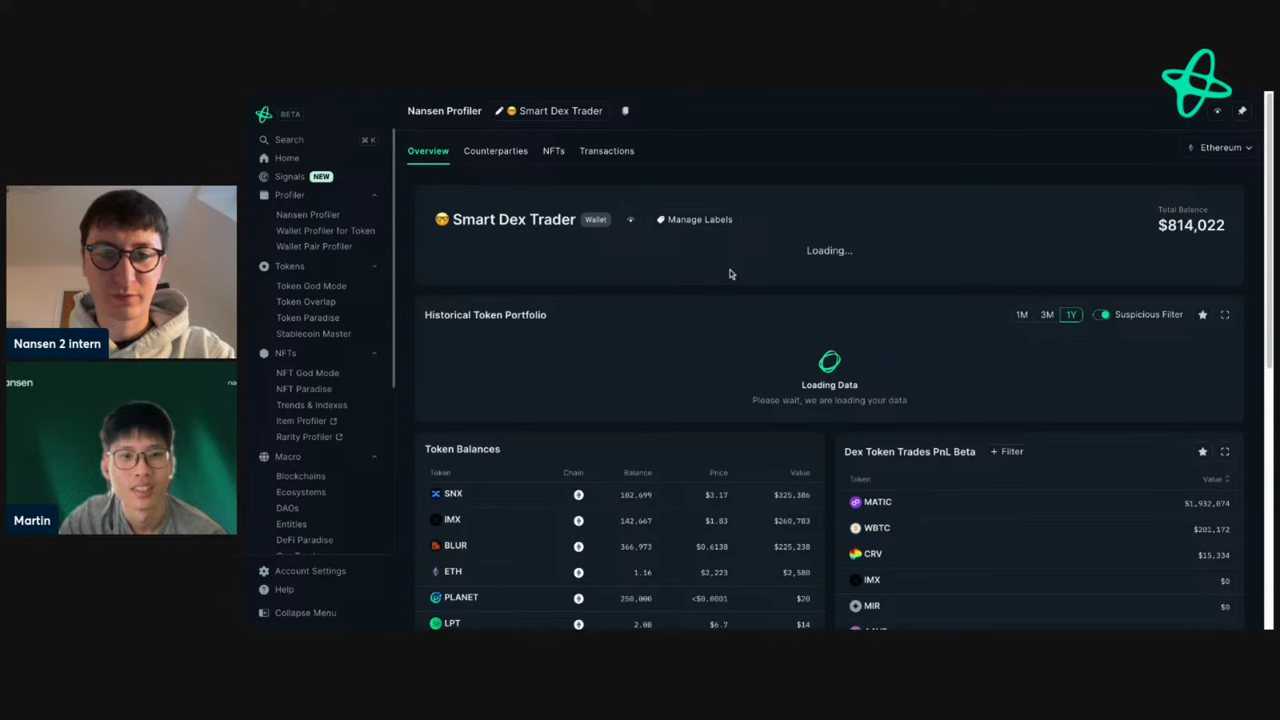 BETA
Search
⌘ K
Home
Signals NEW
Profiler
Nansen Profiler
Wallet Profiler for Token
Wallet Pair Profiler
Tokens
Token God Mode
Token Overlap
Token Paradise
Stablecoin Master
NFTs
NFT God Mode
NFT Paradise
Trends & Indexes
Item Profiler
Rarity Profiler
Macro
Blockchains
Ecosystems
DAOs
Entities
DeFi Paradise
Account Settings
Help
Collapse Menu
Nansen 2 Intern
ansen
na
Martin
Nansen Profiler
Smart Dex Trader
Overview Counterparties NFTs Transactions
Ethereum
Smart Dex Trader Wallet Manage Labels
Total Balance
$814,022
Loading...
Historical Token Portfolio
1M 3M 1Y Suspicious Filter
Loading Data
Please wait, we are loading your data
Token Balances
Token Chain Balance Price Value
SNX 102,699 $3.17 $325,386
IMX 142,667 $1.83 $260,783
BLUR 366,973 $0.6138 $225,238
ETH 1.16 $2,223 $2,580
PLANET 250,000 <$0.0001 $20
LPT 2.08 $6.7 $14
Dex Token Trades PnL Beta + Filter
Token Value
MATIC $1,932,074
WBTC $201,172
CRV $15,334
IMX $0
MIR $0